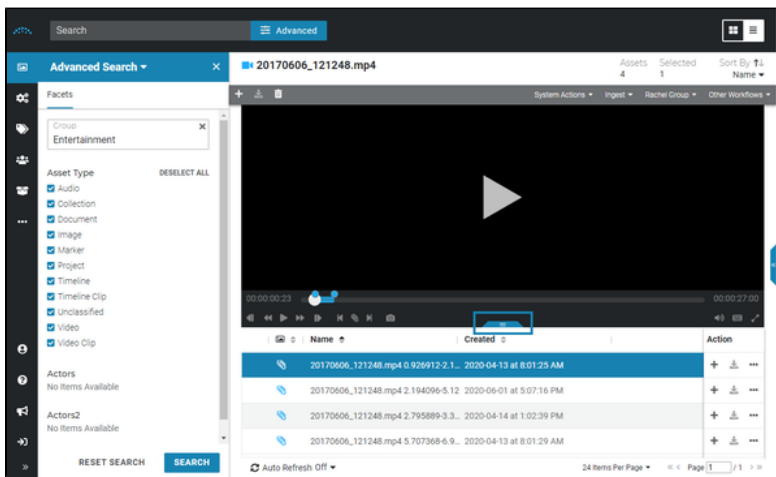 Search
Advanced
Advanced Search
20170606_121248.mp4
Assets
4
Selected
1
Sort By
Name
Facets
System Actions
Ingest
Rachel Group
Other Workflows
Group
Entertainment
Asset Type
DESELECT ALL
Audio
Collection
Document
Image
Marker
Project
Timeline
Timeline Clip
Unclassified
Video
Video Clip
Actors
No Items Available
Actors2
No Items Available
RESET SEARCH
SEARCH
00:00:00:23
00:00:27:00
Name
Created
Action
20170606_121248.mp4 0.926912-2.1... 2020-04-13 at 8:01:25 AM
20170606_121248.mp4 2.194096-5.12 2020-06-01 at 5:07:16 PM
20170606_121248.mp4 2.795889-3.3... 2020-04-14 at 1:02:39 PM
20170606_121248.mp4 5.707368-6.9... 2020-04-13 at 8:01:29 AM
Auto Refresh Off
24 Items Per Page
Page 1 / 1